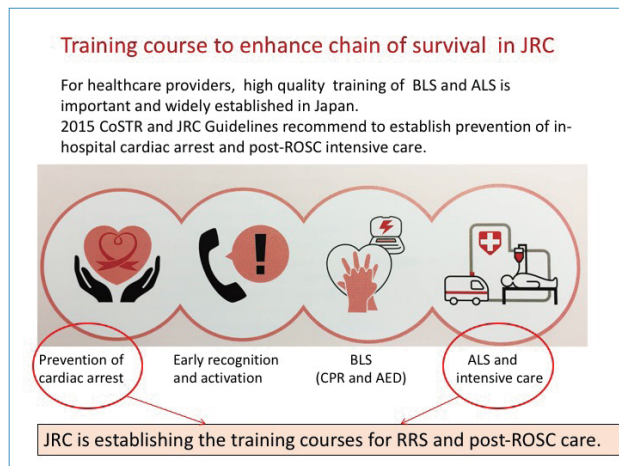 Training course to enhance chain of survival in JRC
For healthcare providers, high quality training of BLS and ALS is
important and widely established in Japan.
2015 CoSTR and JRC Guidelines recommend to establish prevention of in-
hospital cardiac arrest and post-ROSC intensive care.
!
Prevention of
cardiac arrest
Early recognition
and activation
BLS
(CPR and AED)
ALS and
intensive care
JRC is establishing the training courses for RRS and post-ROSC care.